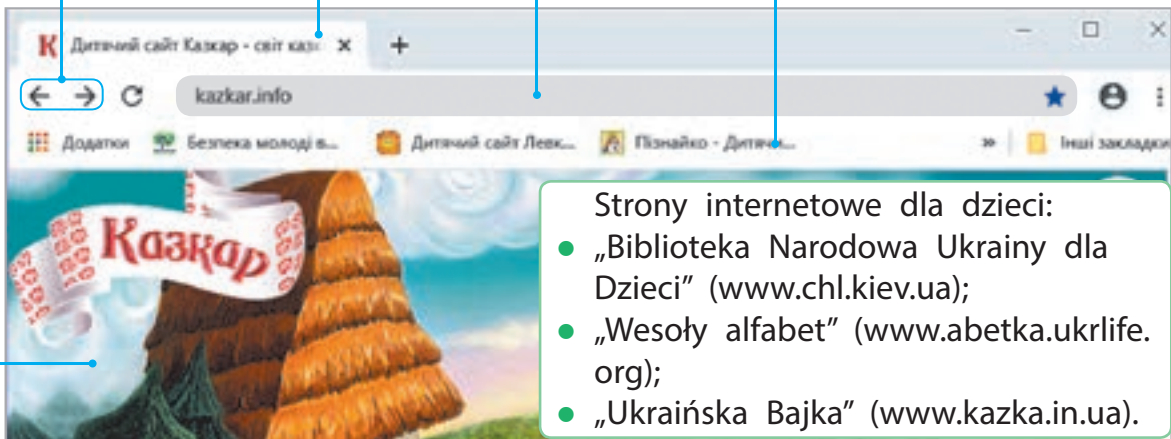 К Дитячий сайт Казкар - світ казо
kazkar.info
Додатки Безпека молоді в... Дитячий сайт Левк... Пізнайко - Дитячи... » Інші закладки
Казкар
Strony internetowe dla dzieci:
● „Biblioteka Narodowa Ukrainy dla
Dzieci” (www.chl.kiev.ua);
● „Wesoły alfabet” (www.abetka.ukrlife.
org);
● „Ukraińska Bajka” (www.kazka.in.ua).